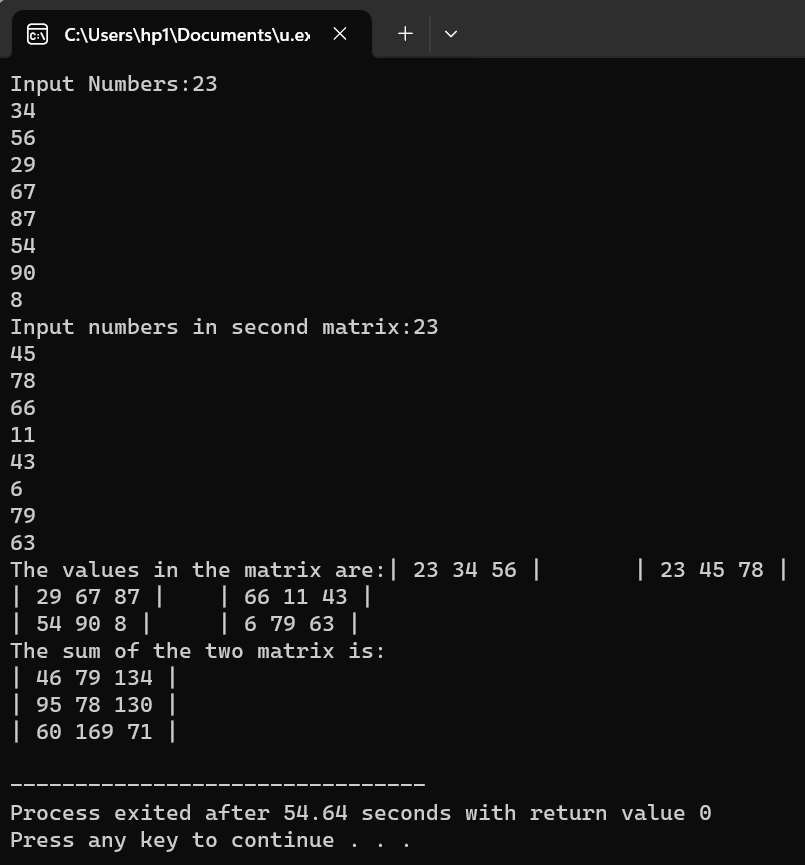 C:\Users\hp1\Documents\u.ex
Input Numbers:23
34
56
29
67
87
54
90
8
Input numbers in second matrix:23
45
78
66
11
43
6
79
63
The values in the matrix are:| 23 34 56 |       | 23 45 78 |
| 29 67 87 |    | 66 11 43 |
| 54 90 8 |     | 6 79 63 |
The sum of the two matrix is:
| 46 79 134 |
| 95 78 130 |
| 60 169 71 |

--------------------------------
Process exited after 54.64 seconds with return value 0
Press any key to continue . . .